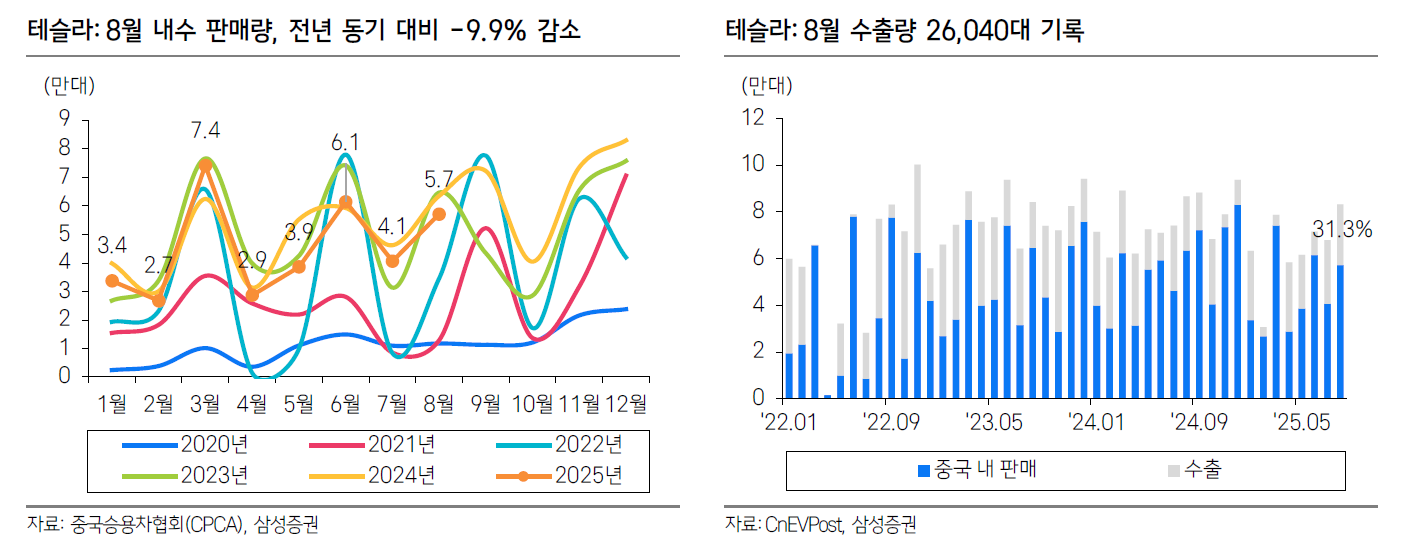 테슬라: 8월 내수 판매량, 전년 동기 대비 -9.9% 감소
(만대)
9
8
7
6
5
4
3
2
1
0
3.4
2.7
7.4
2.9
3.9
6.1
4.1
5.7
1월 2월 3월 4월 5월 6월 7월 8월 9월 10월 11월 12월
2020년 2021년 2022년
2023년 2024년 2025년
자료: 중국승용차협회(CPCA), 삼성증권
테슬라: 8월 수출량 26,040대 기록
(만대)
12
10
8
6
4
2
0
31.3%
'22.01 '22.09 '23.05 '24.01 '24.09 '25.05
중국 내 판매 수출
자료: CnEVPost, 삼성증권